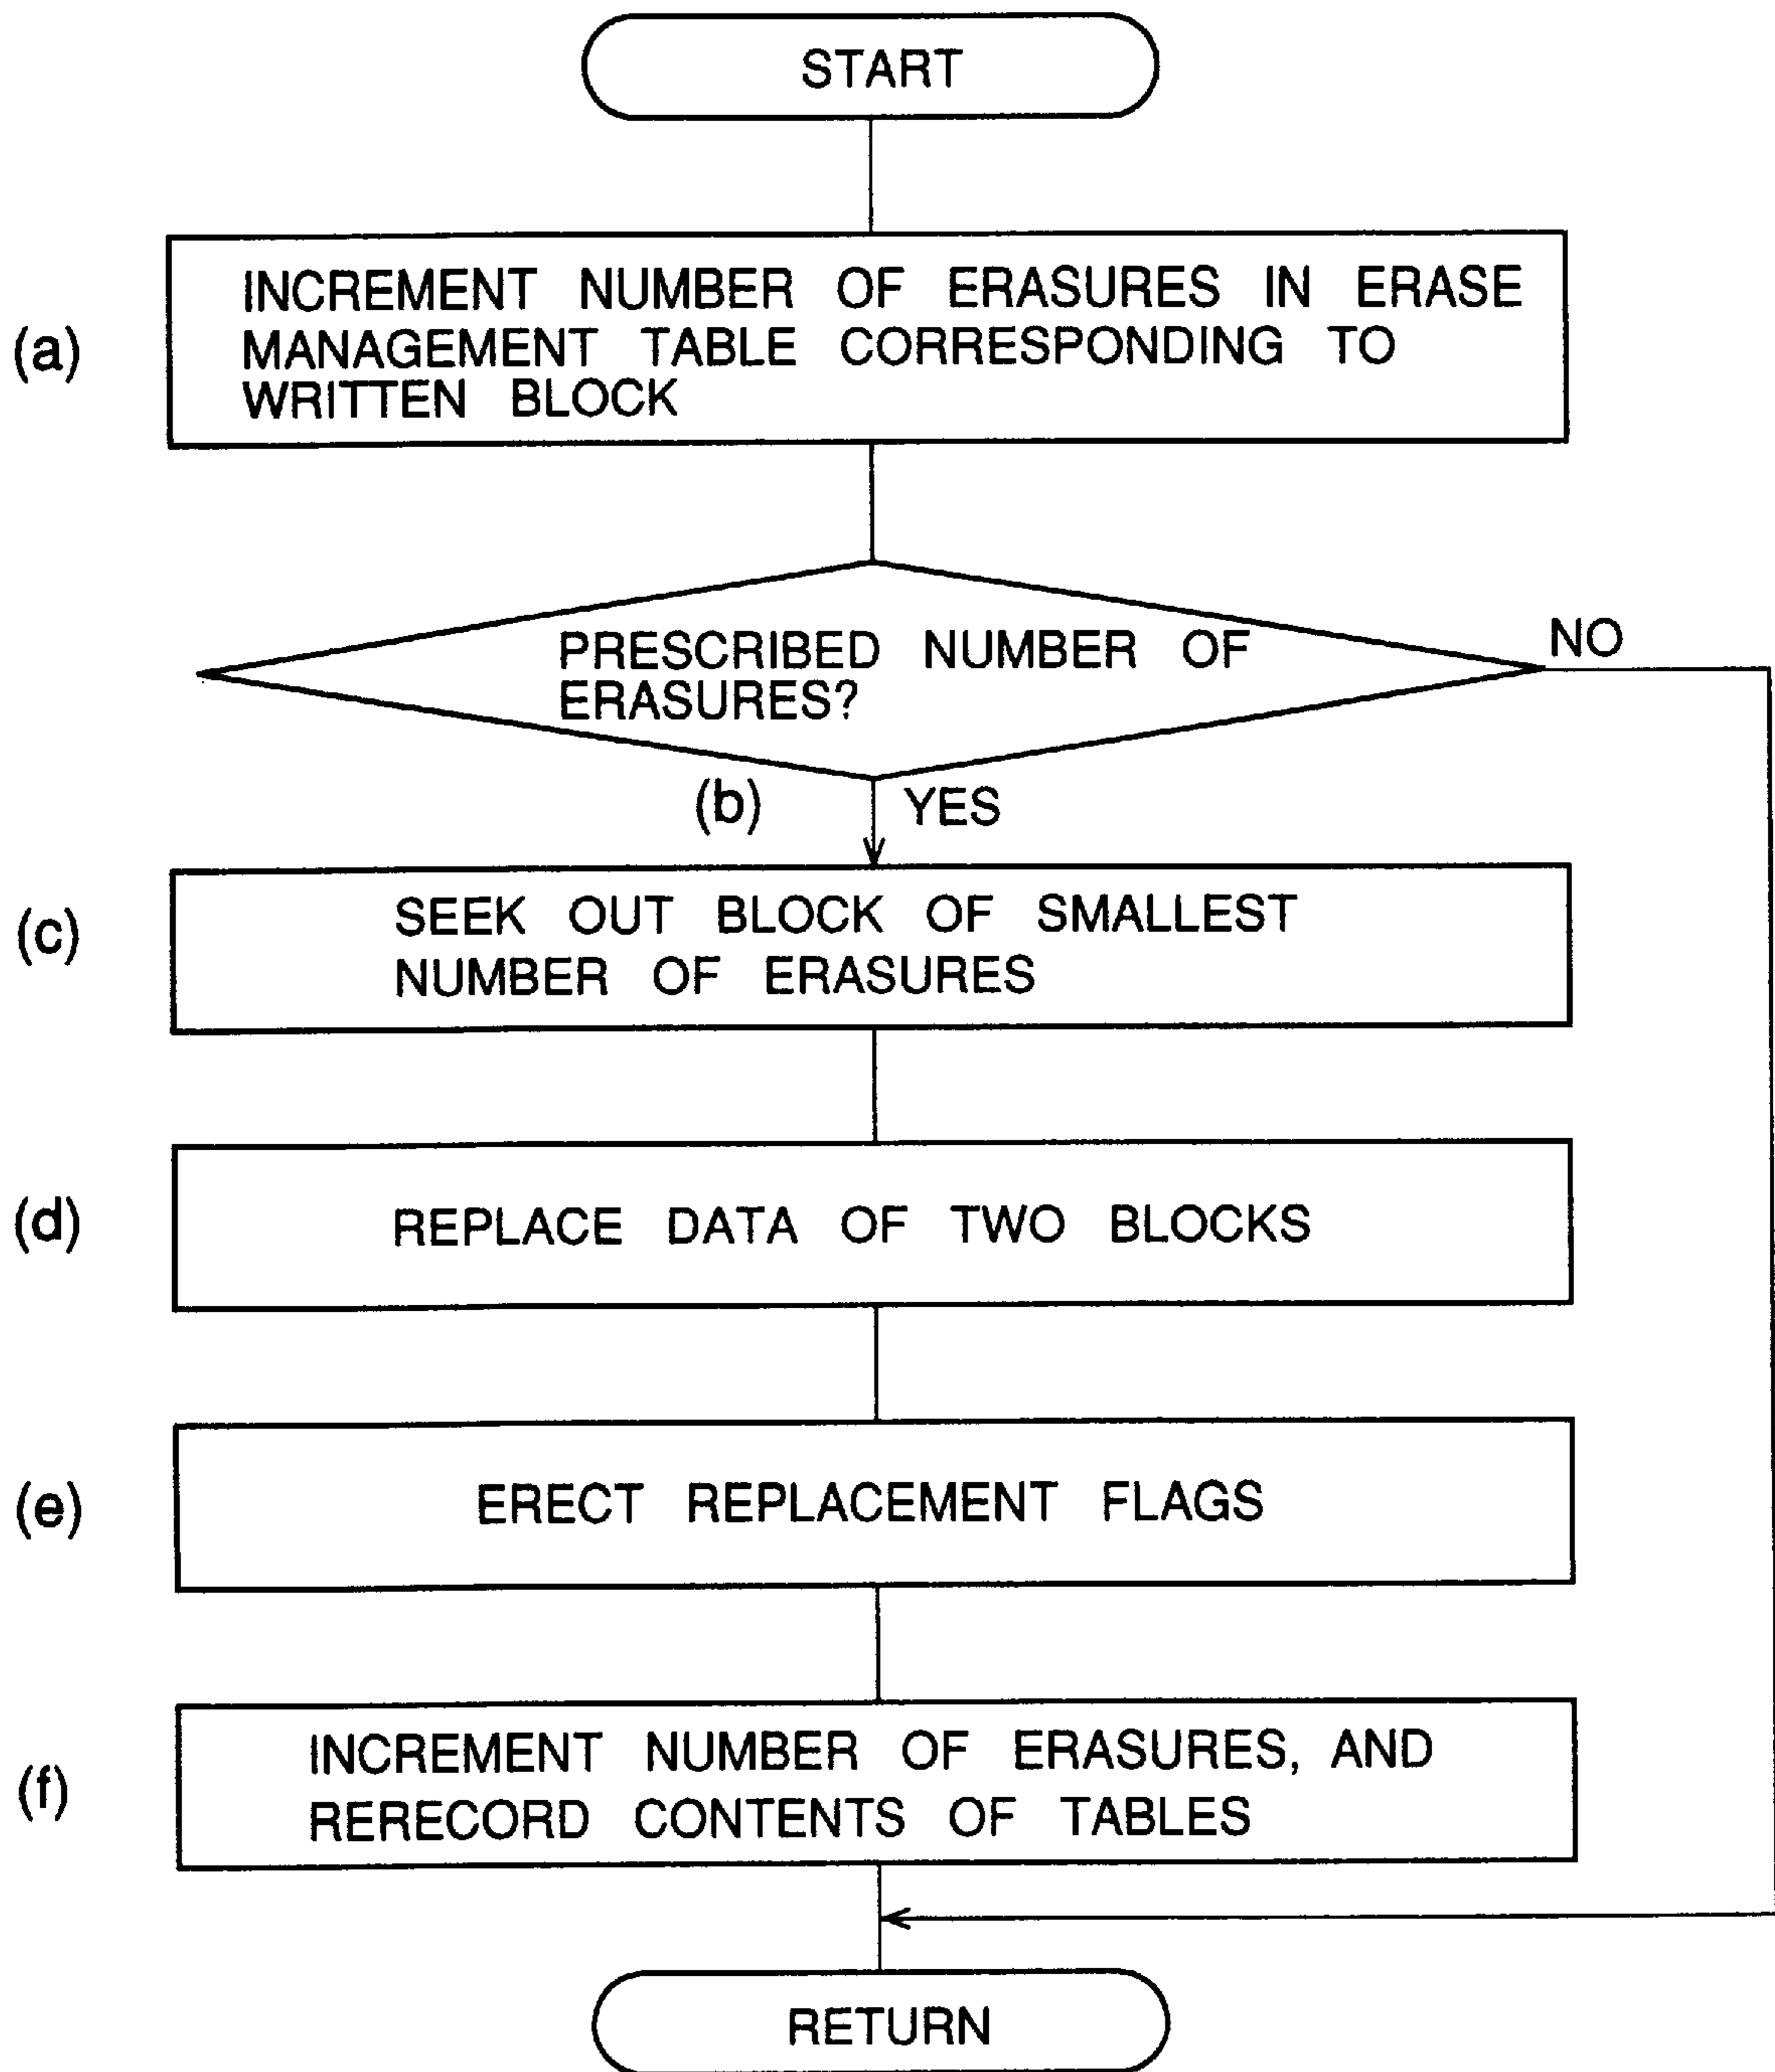 START
(a)
INCREMENT NUMBER OF ERASURES IN ERASE
MANAGEMENT TABLE CORRESPONDING TO
WRITTEN BLOCK
PRESCRIBED NUMBER OF
ERASURES?
NO
(b)
YES
(c)
SEEK OUT BLOCK OF SMALLEST
NUMBER OF ERASURES
(d)
REPLACE DATA OF TWO BLOCKS
(e)
ERECT REPLACEMENT FLAGS
(f)
INCREMENT NUMBER OF ERASURES, AND
RERECORD CONTENTS OF TABLES
RETURN